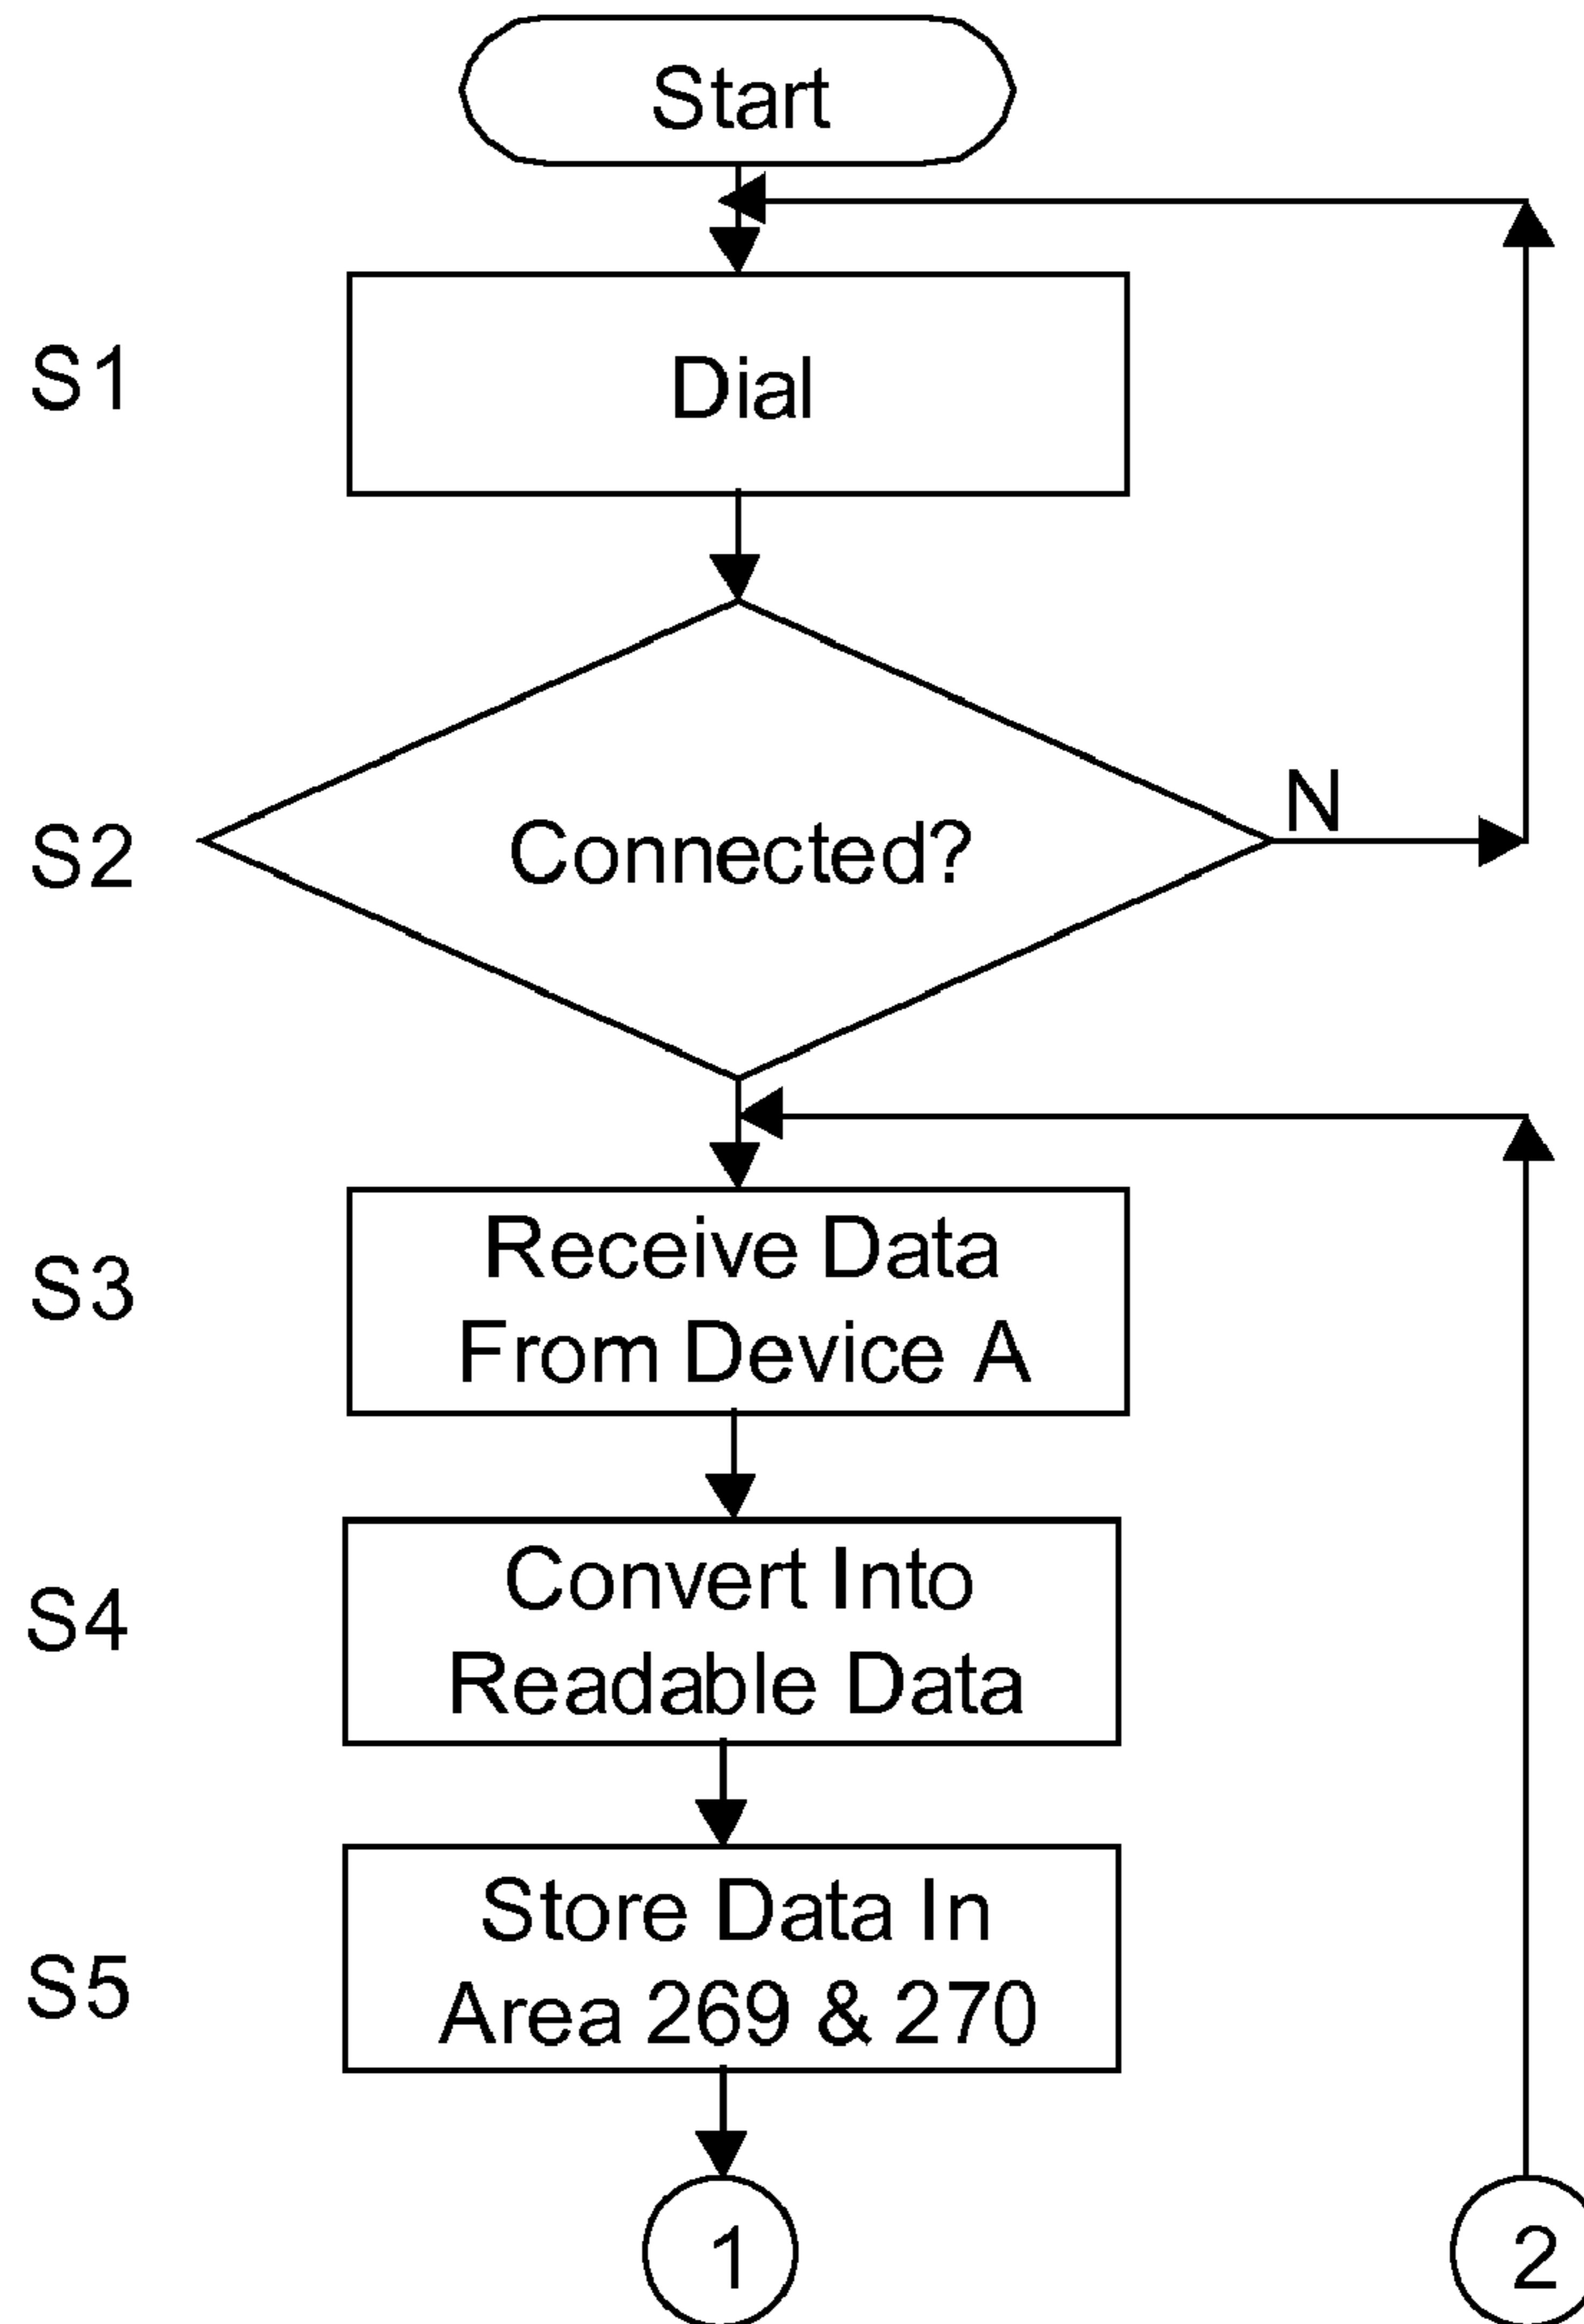 Start
S1
Dial
S2
Connected?
N
S3
Receive Data
From Device A
S4
Convert Into
Readable Data
S5
Store Data In
Area 269 & 270
1
2